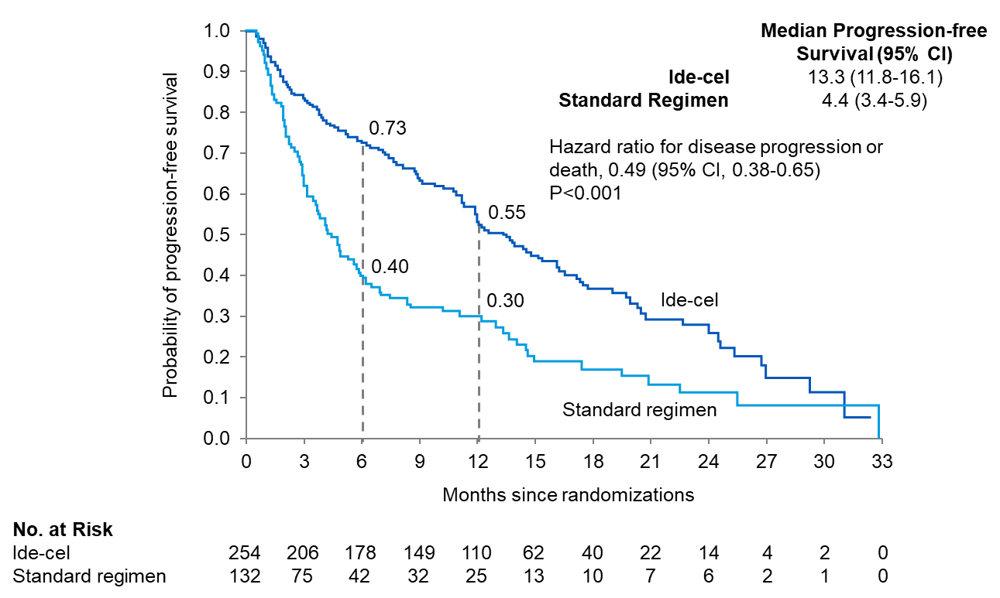 Median Progression-free
Survival (95% CI)
Ide-cel 13.3 (11.8-16.1)
Standard Regimen 4.4 (3.4-5.9)
Hazard ratio for disease progression or
death, 0.49 (95% CI, 0.38-0.65)
P<0.001
Probability of progression-free survival
1.0
0.9
0.8
0.7
0.6
0.5
0.4
0.3
0.2
0.1
0.0
0.73
0.55
0.40
0.30
Ide-cel
Standard regimen
0 3 6 9 12 15 18 21 24 27 30 33
Months since randomizations
No. at Risk
Ide-cel 254 206 178 149 110 62 40 22 14 4 2 0
Standard regimen 132 75 42 32 25 13 10 7 6 2 1 0